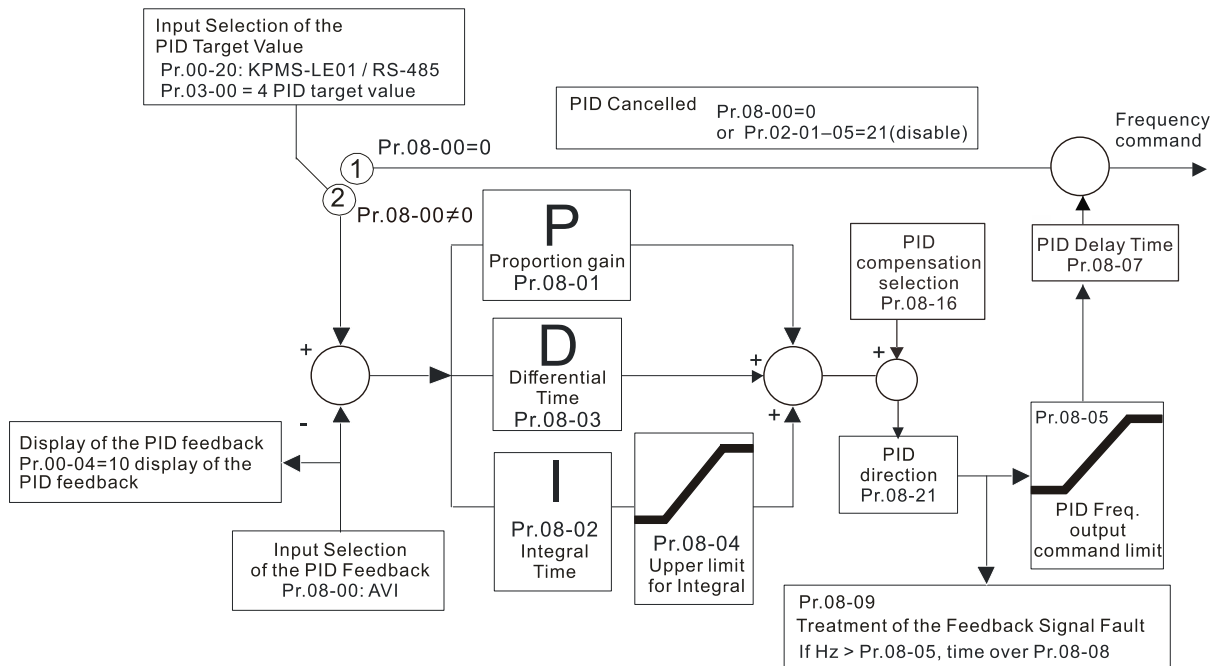 Input Selection of the
PID Target Value
Pr.00-20: KPMS-LE01 / RS-485
Pr.03-00 = 4 PID target value
PID Cancelled
Pr.08-00=0
or Pr.02-01–05=21(disable)
Frequency
command
1
Pr.08-00=0
2
Pr.08-00≠0
P
Proportion gain
Pr.08-01
PID
compensation
selection
Pr.08-16
PID Delay Time
Pr.08-07
+
-
D
Differential
Time
Pr.08-03
+
+
+
Display of the PID feedback
Pr.00-04=10 display of the
PID feedback
I
Pr.08-02
Integral
Time
Pr.08-04
Upper limit
for Integral
PID
direction
Pr.08-21
Pr.08-05
PID Freq.
output
command limit
Input Selection
of the PID Feedback
Pr.08-00: AVI
Pr.08-09
Treatment of the Feedback Signal Fault
If Hz > Pr.08-05, time over Pr.08-08